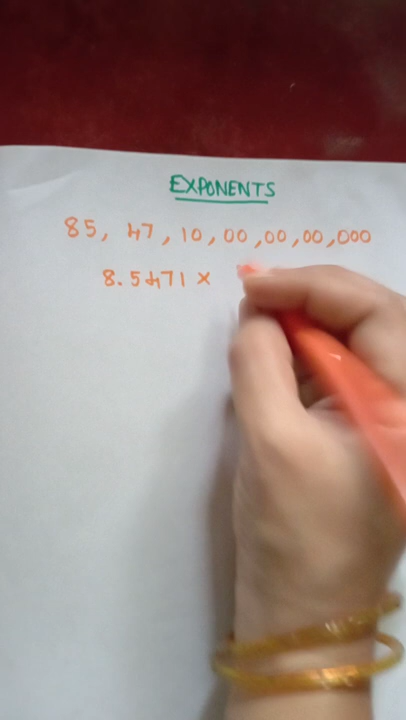 EXPONENTS
85, 47, 10, 00, 00, 00, 000
8.5471 ×